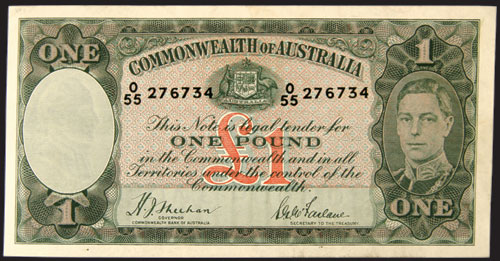 ONE
COMMONWEALTH OF AUSTRALIA
1
O/55 276734
O/55 276734
AUSTRALIA
This Note is legal tender for
ONE POUND
in the Commonwealth and in all
Territories under the control of the
Commonwealth.
£1
H J Sheehan
GOVERNOR
COMMONWEALTH BANK OF AUSTRALIA
SECRETARY TO THE TREASURY
1
ONE